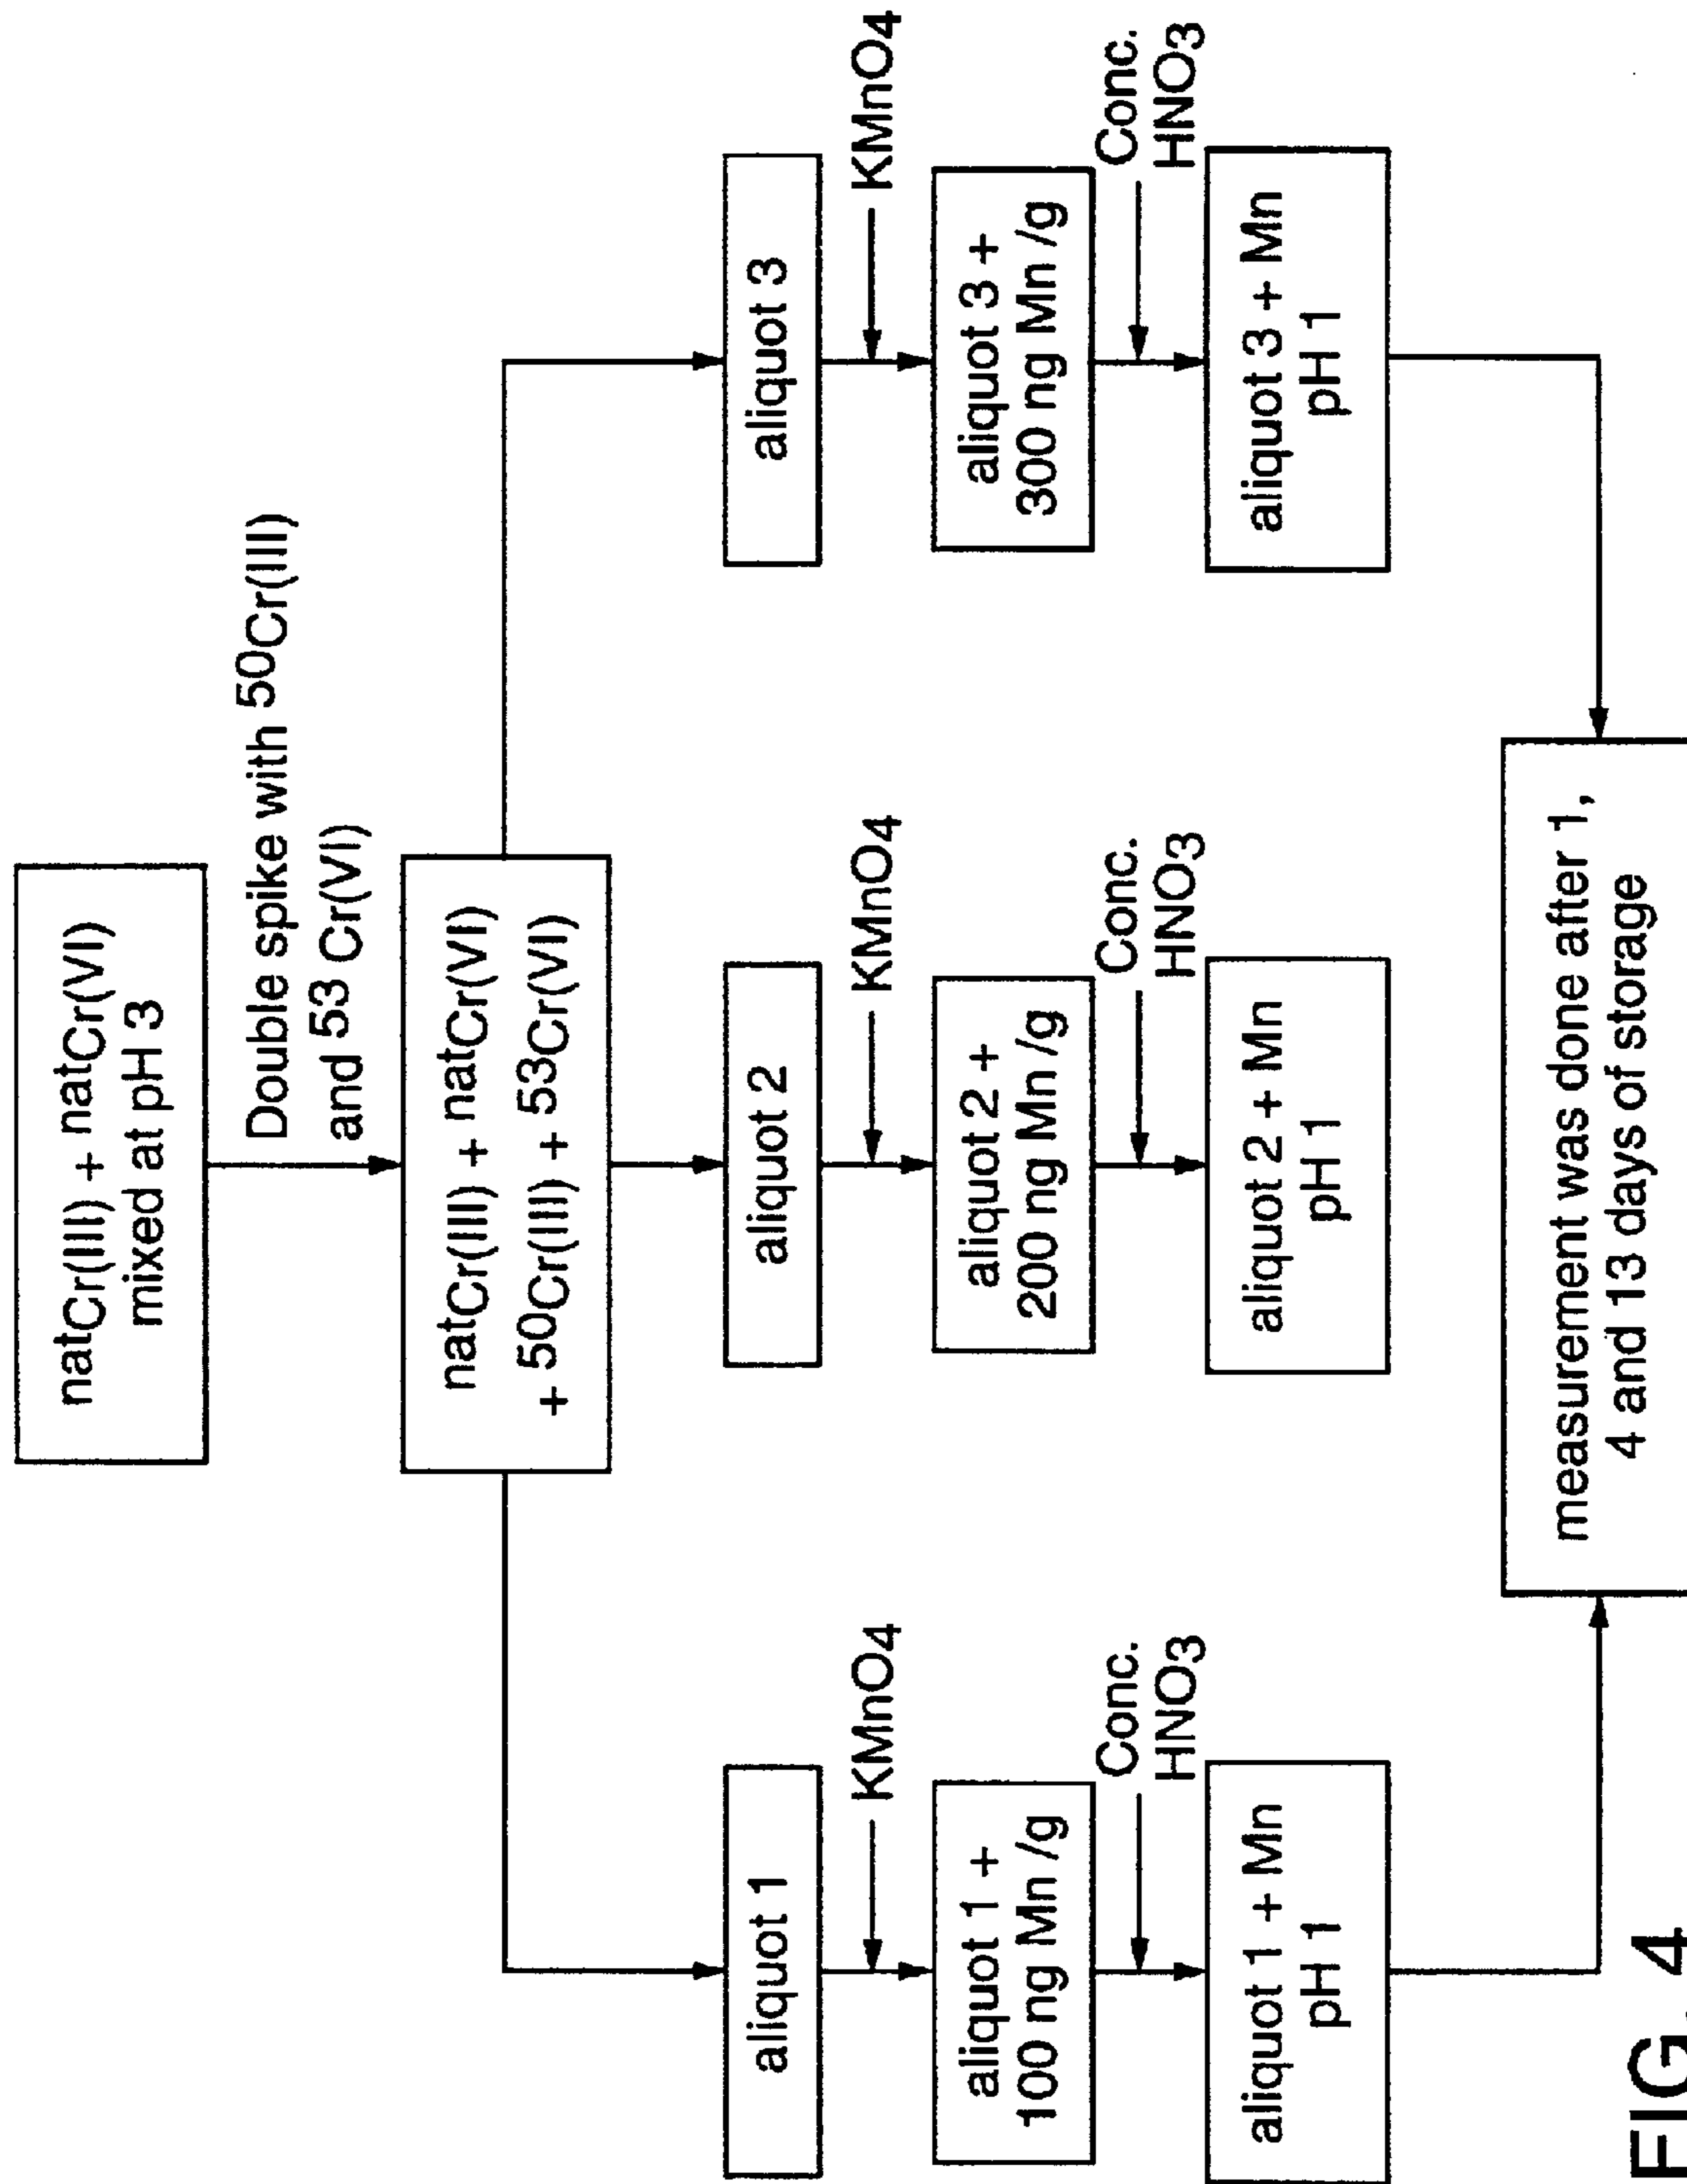 natCr(III) + natCr(VI)
mixed at pH 3
Double spike with 50Cr(III)
and 53 Cr(VI)
natCr(III) + natCr(VI)
+ 50Cr(III) + 53Cr(VI)
aliquot 1
KMnO4
aliquot 1 +
100 ng Mn /g
Conc.
HNO3
aliquot 1 + Mn
pH 1
aliquot 2
KMnO4
aliquot 2 +
200 ng Mn /g
Conc.
HNO3
aliquot 2 + Mn
pH 1
aliquot 3
KMnO4
aliquot 3 +
300 ng Mn /g
Conc.
HNO3
aliquot 3 + Mn
pH 1
measurement was done after 1,
4 and 13 days of storage
FIG. 4